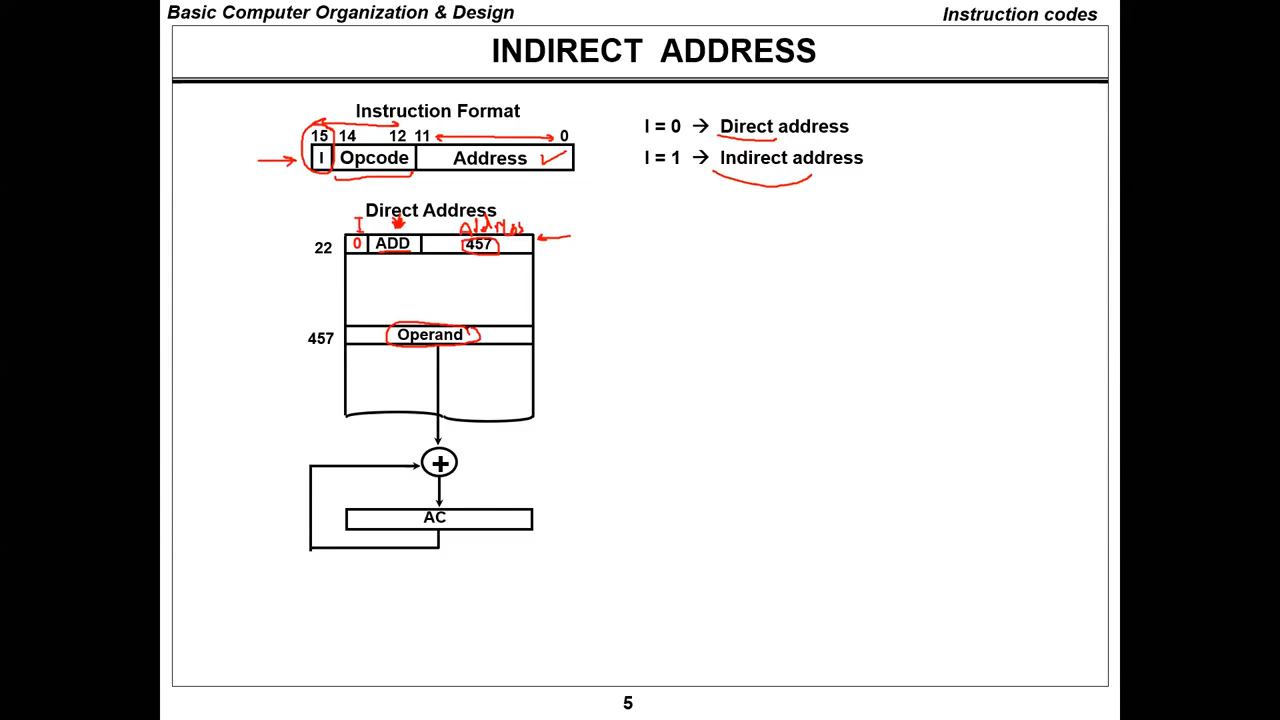 Basic Computer Organization & Design
Instruction codes
INDIRECT ADDRESS
Instruction Format
15 14 12 11 0
I Opcode Address
I = 0 → Direct address
I = 1 → Indirect address
Direct Address
I Address
22 0 ADD 457
457 Operand
+
AC
5